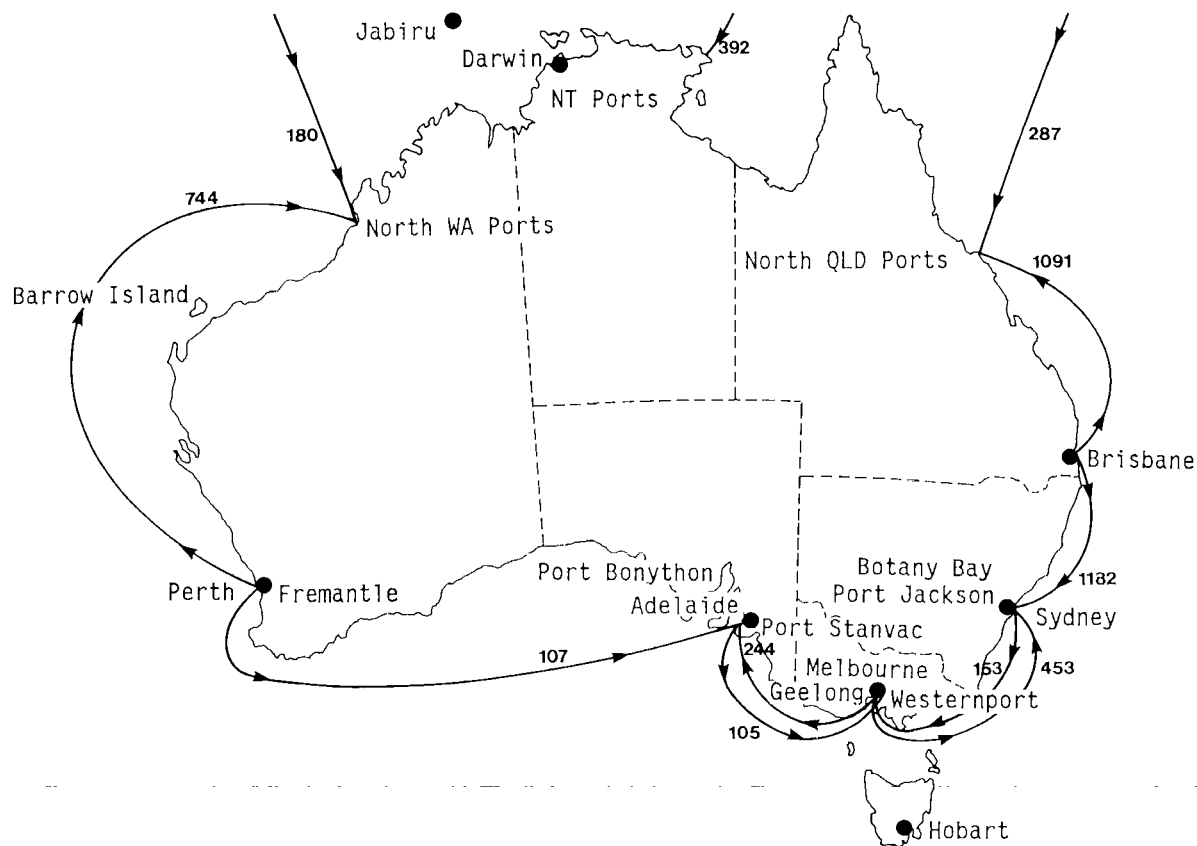 Jabiru
Darwin
392
NT Ports
180
287
744
North WA Ports
North QLD Ports
1091
Barrow Island
Brisbane
Port Bonython
Botany Bay
1182
Perth
Fremantle
Adelaide
Port Jackson
Sydney
Port Stanvac
107
244
Melbourne
153
453
Geelong
Westernport
105
Hobart